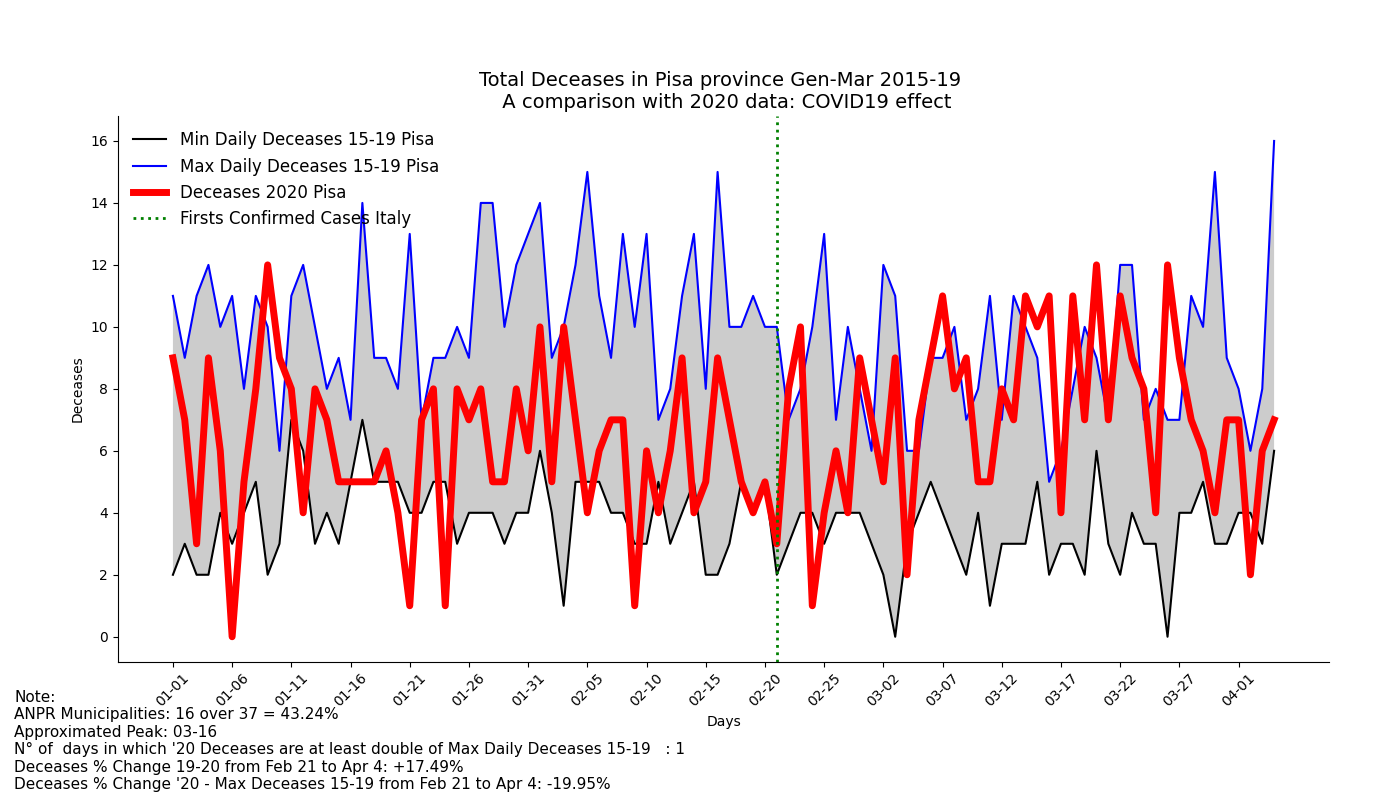 Total Deceases in Pisa province Gen-Mar 2015-19
A comparison with 2020 data: COVID19 effect
Min Daily Deceases 15-19 Pisa
Max Daily Deceases 15-19 Pisa
Deceases 2020 Pisa
Firsts Confirmed Cases Italy
Deceases
16
14
12
10
8
6
4
2
0
01-01
01-06
01-11
01-16
01-21
01-26
01-31
02-05
02-10
02-15
02-20
02-25
03-02
03-07
03-12
03-17
03-22
03-27
04-01
Days
Note:
ANPR Municipalities: 16 over 37 = 43.24%
Approximated Peak: 03-16
N° of  days in which '20 Deceases are at least double of Max Daily Deceases 15-19   : 1
Deceases % Change 19-20 from Feb 21 to Apr 4: +17.49%
Deceases % Change '20 - Max Deceases 15-19 from Feb 21 to Apr 4: -19.95%